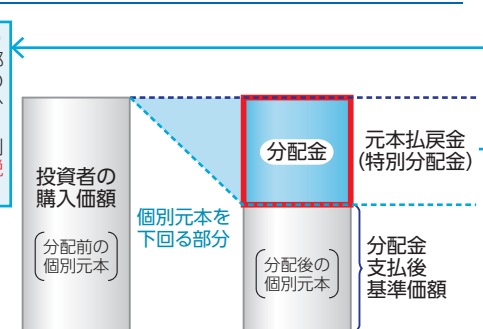 投資者の
購入価額
分配前の
個別元本
個別元本を
下回る部分
分配金
分配後の
個別元本
元本払戻金
(特別分配金)
分配金
支払後
基準価額